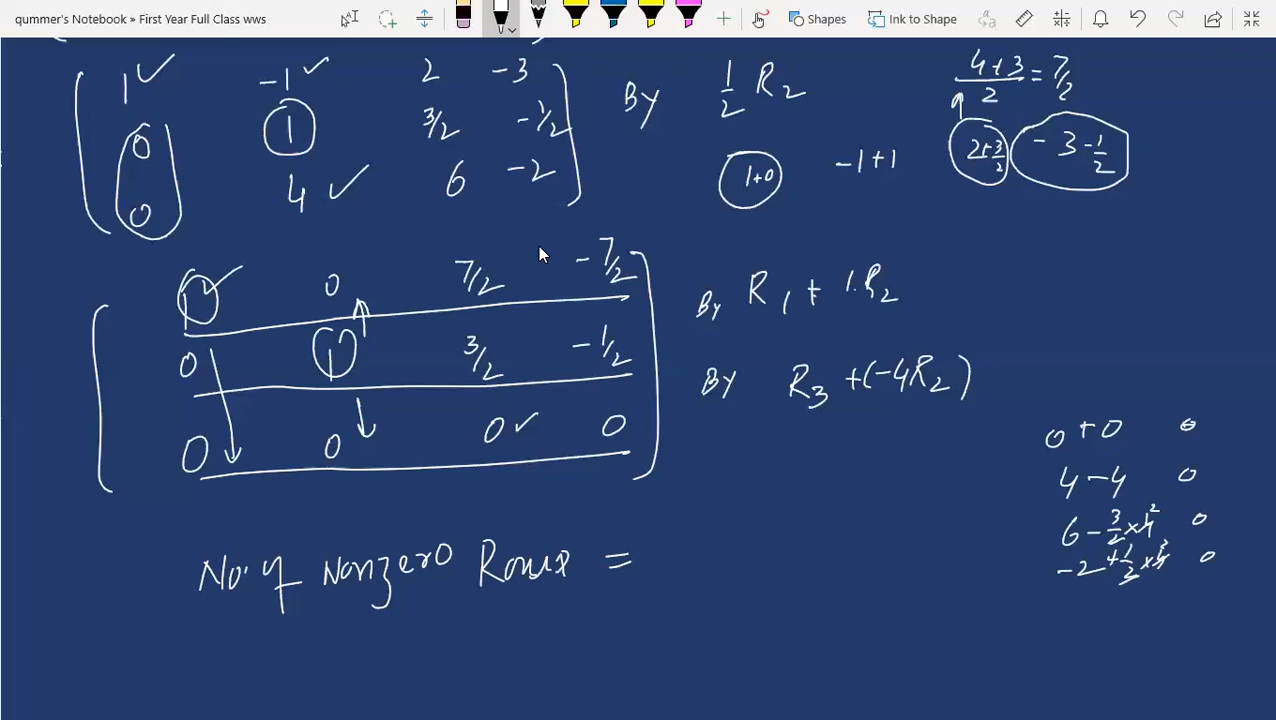 qummer's Notebook » First Year Full Class wws
Shapes
Ink to Shape
1 -1 2 -3
0 1 3/2 -1/2
0 4 6 -2
By 1/2 R2
1+0 -1+1
4+3/2 = 7/2
2+3/2 -3-1/2
1 0 7/2 -7/2
0 1 3/2 -1/2
0 0 0 0
By R1 + 1.R2
By R3 +(-4R2)
0+0 0
4-4 0
6-3/2×4 2 0
-2+1/2×4 2 0
No. of Nonzero Rows =